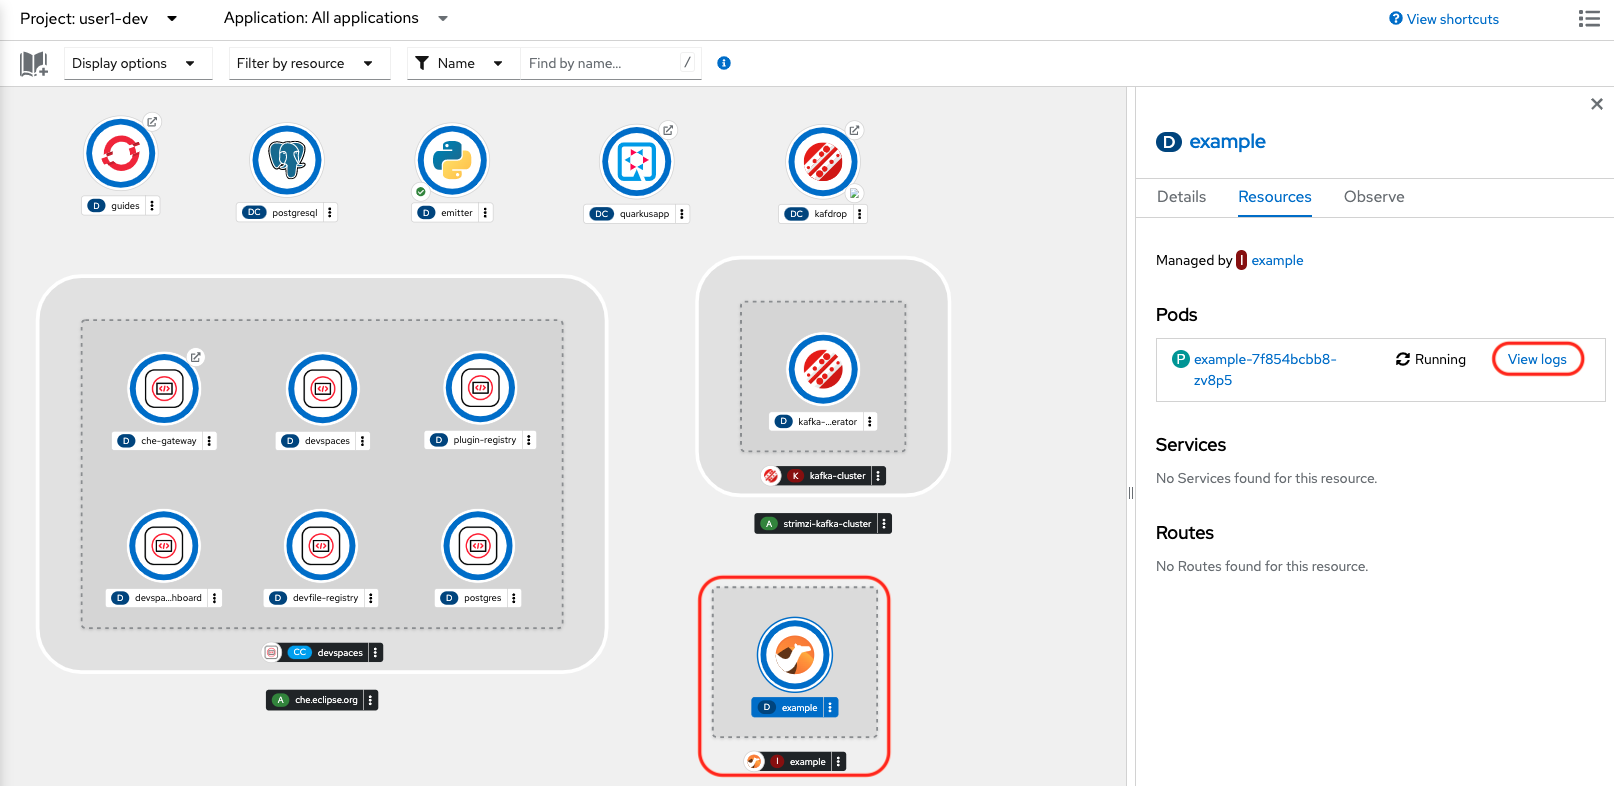 Project: user1-dev
Application: All applications
View shortcuts
Display options
Filter by resource
Name
Find by name...
/
D guides
DC postgresql
D emitter
DC quarkusapp
DC kafdrop
D che-gateway
D devspaces
D plugin-registry
D devspa...hboard
D devfile-registry
D postgres
CC devspaces
A che.eclipse.org
D kafka-...erator
K kafka-cluster
A strimzi-kafka-cluster
D example
I example
D example
Details
Resources
Observe
Managed by I example
Pods
P example-7f854bcbb8-
zv8p5
Running
View logs
Services
No Services found for this resource.
Routes
No Routes found for this resource.